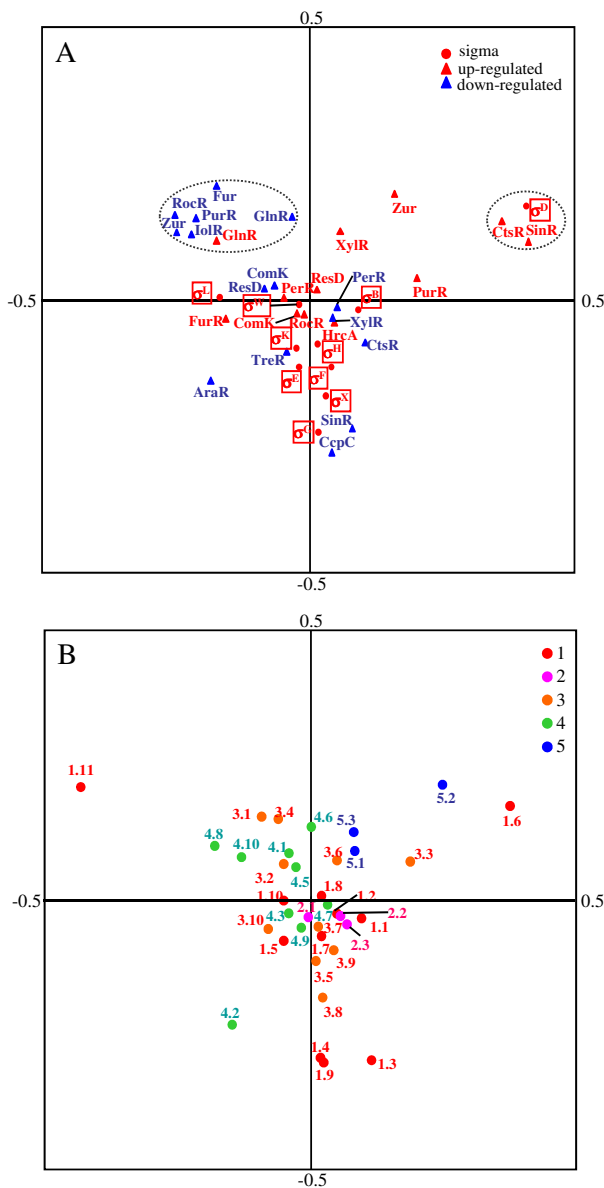 0.5
A
sigma
up-regulated
down-regulated
Fur
RocR
PurR
GlnR
Zur
IolR
GlnR
Zur
σD
CtsR
SinR
XylR
ComK
ResD
PerR
ResD
PerR
PurR
σL
σW
σB
-0.5
0.5
FurR
ComK
RocR
XylR
HrcA
CtsR
σK
σH
TreR
σE
σF
AraR
σX
SinR
σG
CcpC
-0.5
0.5
B
1
2
3
4
5
1.11
5.2
1.6
3.1
3.4
4.6
5.3
4.8
4.10
4.1
3.6
5.1
3.3
3.2
4.5
1.8
1.2
-0.5
0.5
1.10
2.1
2.2
1.1
3.10
4.3
4.7
3.7
2.3
1.5
4.9
1.7
3.9
3.5
3.8
4.2
1.4
1.3
1.9
-0.5